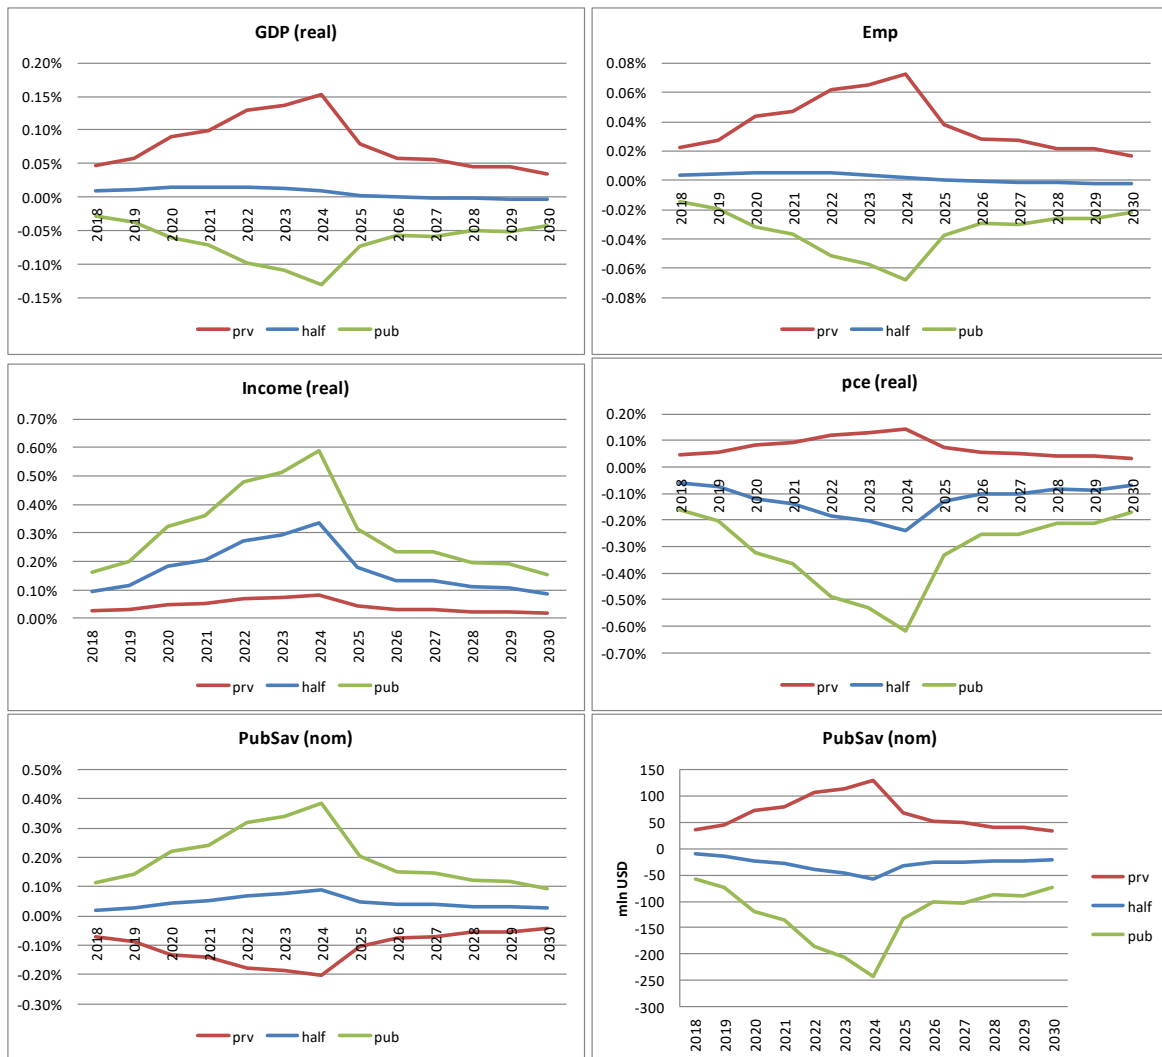 GDP (real)
0.20%
0.15%
0.10%
0.05%
0.00%
-0.05%
-0.10%
-0.15%
2018 2019 2020 2021 2022 2023 2024 2025 2026 2027 2028 2029 2030
prv half pub
Emp
0.08%
0.06%
0.04%
0.02%
0.00%
-0.02%
-0.04%
-0.06%
-0.08%
2018 2019 2020 2021 2022 2023 2024 2025 2026 2027 2028 2029 2030
prv half pub
Income (real)
0.70%
0.60%
0.50%
0.40%
0.30%
0.20%
0.10%
0.00%
2018 2019 2020 2021 2022 2023 2024 2025 2026 2027 2028 2029 2030
prv half pub
pce (real)
0.20%
0.10%
0.00%
-0.10%
-0.20%
-0.30%
-0.40%
-0.50%
-0.60%
-0.70%
2018 2019 2020 2021 2022 2023 2024 2025 2026 2027 2028 2029 2030
prv half pub
PubSav (nom)
0.50%
0.40%
0.30%
0.20%
0.10%
0.00%
-0.10%
-0.20%
-0.30%
2018 2019 2020 2021 2022 2023 2024 2025 2026 2027 2028 2029 2030
prv half pub
PubSav (nom)
mln USD
150
100
50
0
-50
-100
-150
-200
-250
-300
2018 2019 2020 2021 2022 2023 2024 2025 2026 2027 2028 2029 2030
prv
half
pub